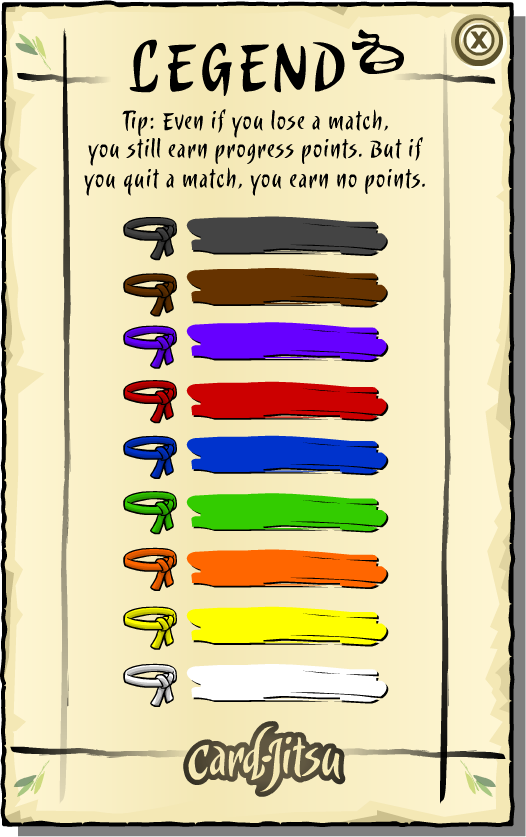 LEGEND
X
Tip: Even if you lose a match,
you still earn progress points. But if
you quit a match, you earn no points.
Card-Jitsu